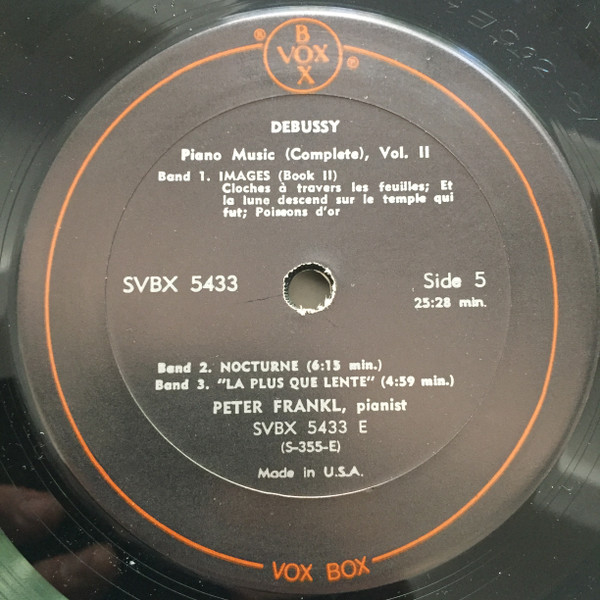 BOX
VOX
® ®
DEBUSSY
Piano Music (Complete), Vol. II
Band 1. IMAGES (Book II)
Cloches à travers les feuilles; Et
la lune descend sur le temple qui
fut; Poissons d'or
SVBX 5433
Side 5
25:28 min.
Band 2. NOCTURNE (6:15 min.)
Band 3. "LA PLUS QUE LENTE" (4:59 min.)
PETER FRANKL, pianist
SVBX 5433 E
(S-355-E)
Made in U.S.A.
VOX BOX